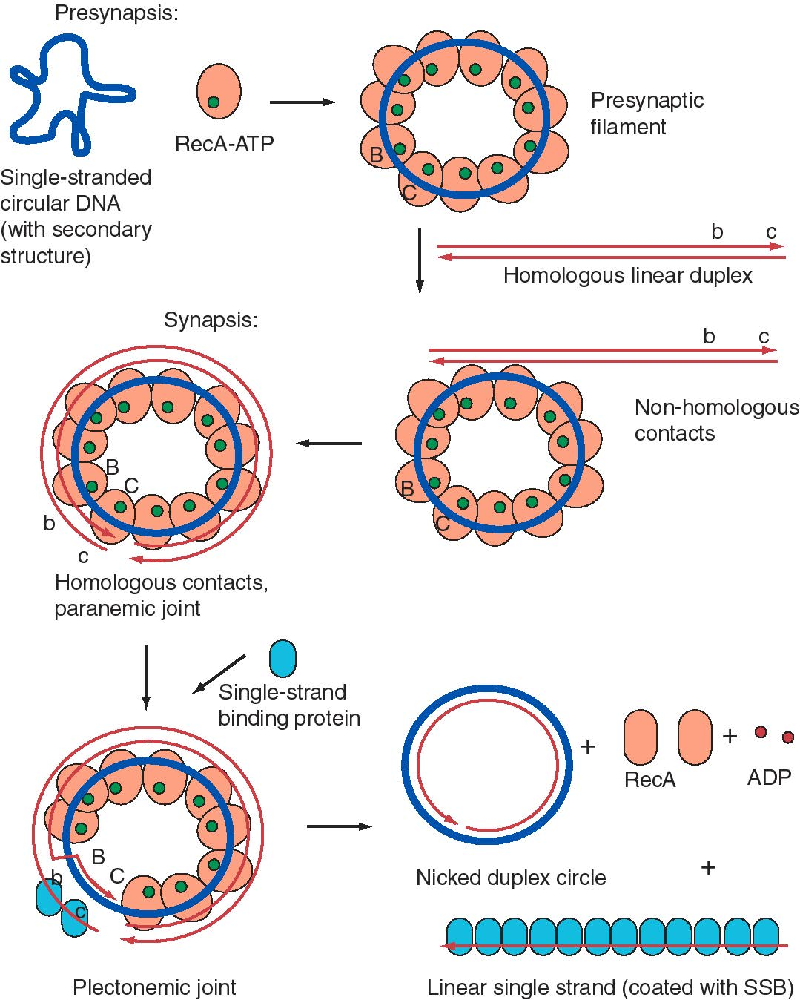 Presynapsis:
RecA-ATP
Single-stranded
circular DNA
(with secondary
structure)
B
C
Presynaptic
filament
b c
Homologous linear duplex
Synapsis:
b c
Non-homologous
contacts
B
C
B
C
b
c
Homologous contacts,
paranemic joint
Single-strand
binding protein
B
C
b
c
Plectonemic joint
+
RecA
+
ADP
Nicked duplex circle
+
Linear single strand (coated with SSB)